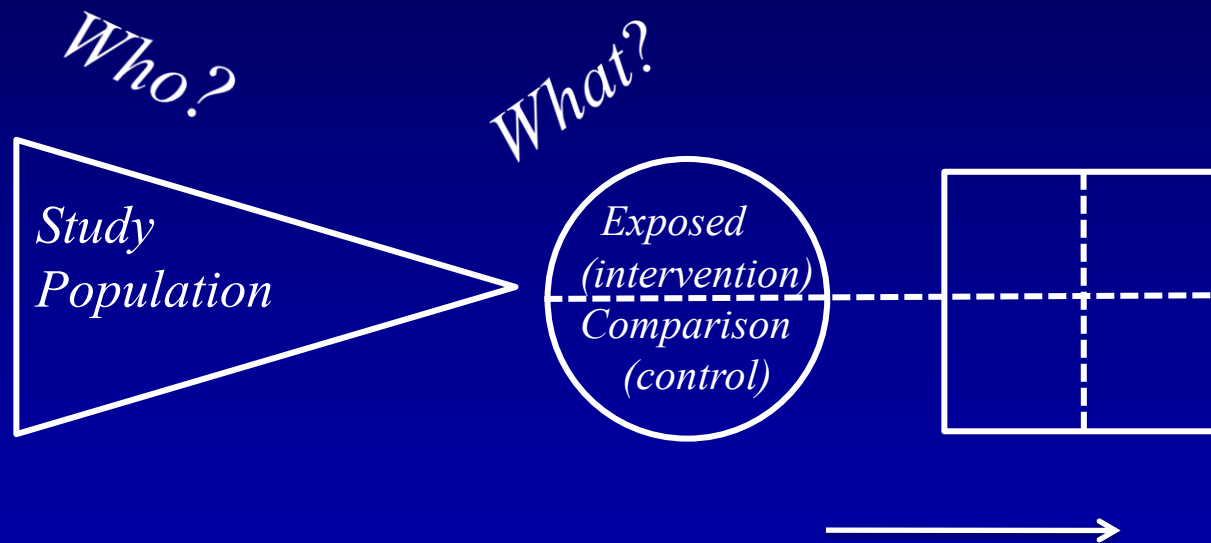 Who?
What?
Study
Population
Exposed
(intervention)
Comparison
(control)